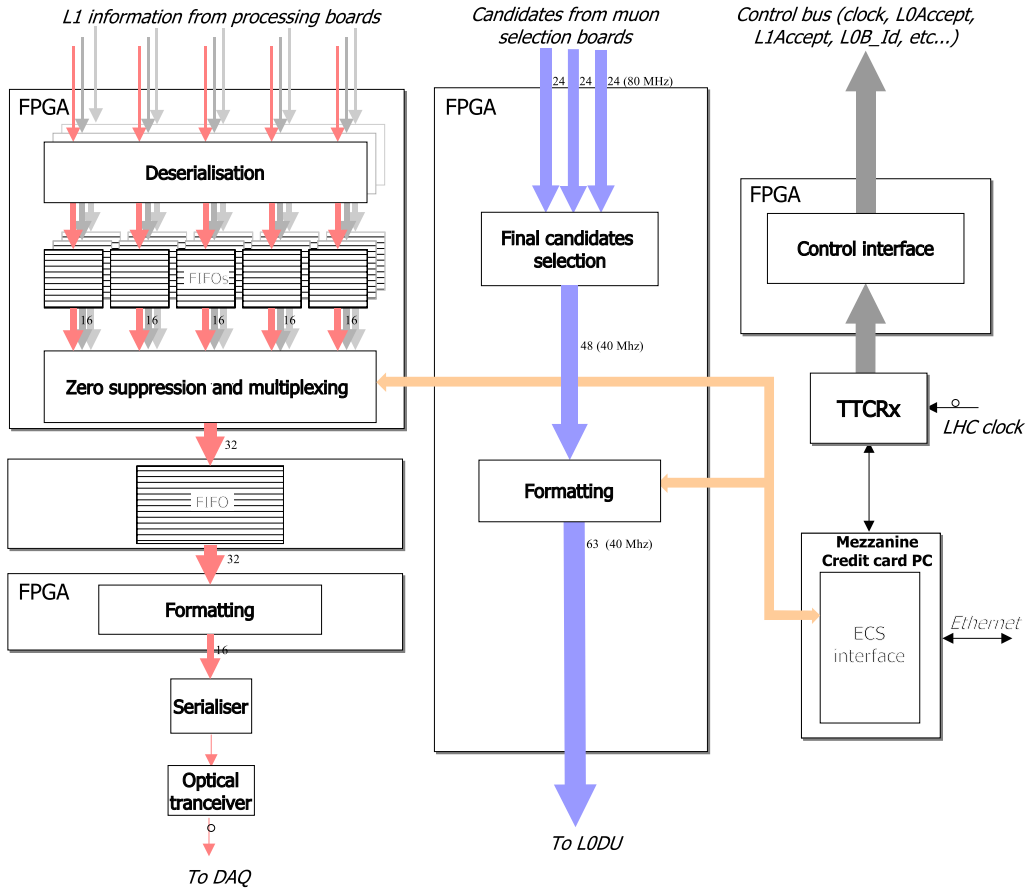 L1 information from processing boards
Candidates from muon
selection boards
Control bus (clock, L0Accept,
L1Accept, L0B_Id, etc...)
24 24 24 (80 MHz)
FPGA
FPGA
Deserialisation
FPGA
Final candidates
selection
Control interface
FIFOs
16 16 16 16 16
48 (40 Mhz)
Zero suppression and multiplexing
TTCRx
LHC clock
32
FIFO
Formatting
63 (40 Mhz)
Mezzanine
Credit card PC
32
FPGA
Formatting
ECS
interface
Ethernet
16
Serialiser
Optical
tranceiver
To L0DU
To DAQ